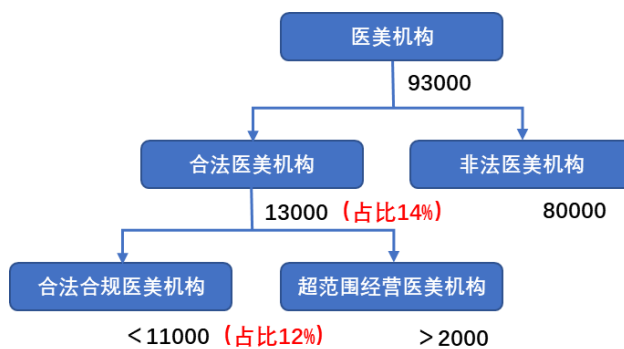 医美机构
93000
合法医美机构
非法医美机构
13000（占比14%）
80000
合法合规医美机构
超范围经营医美机构
＜11000（占比12%）
＞2000